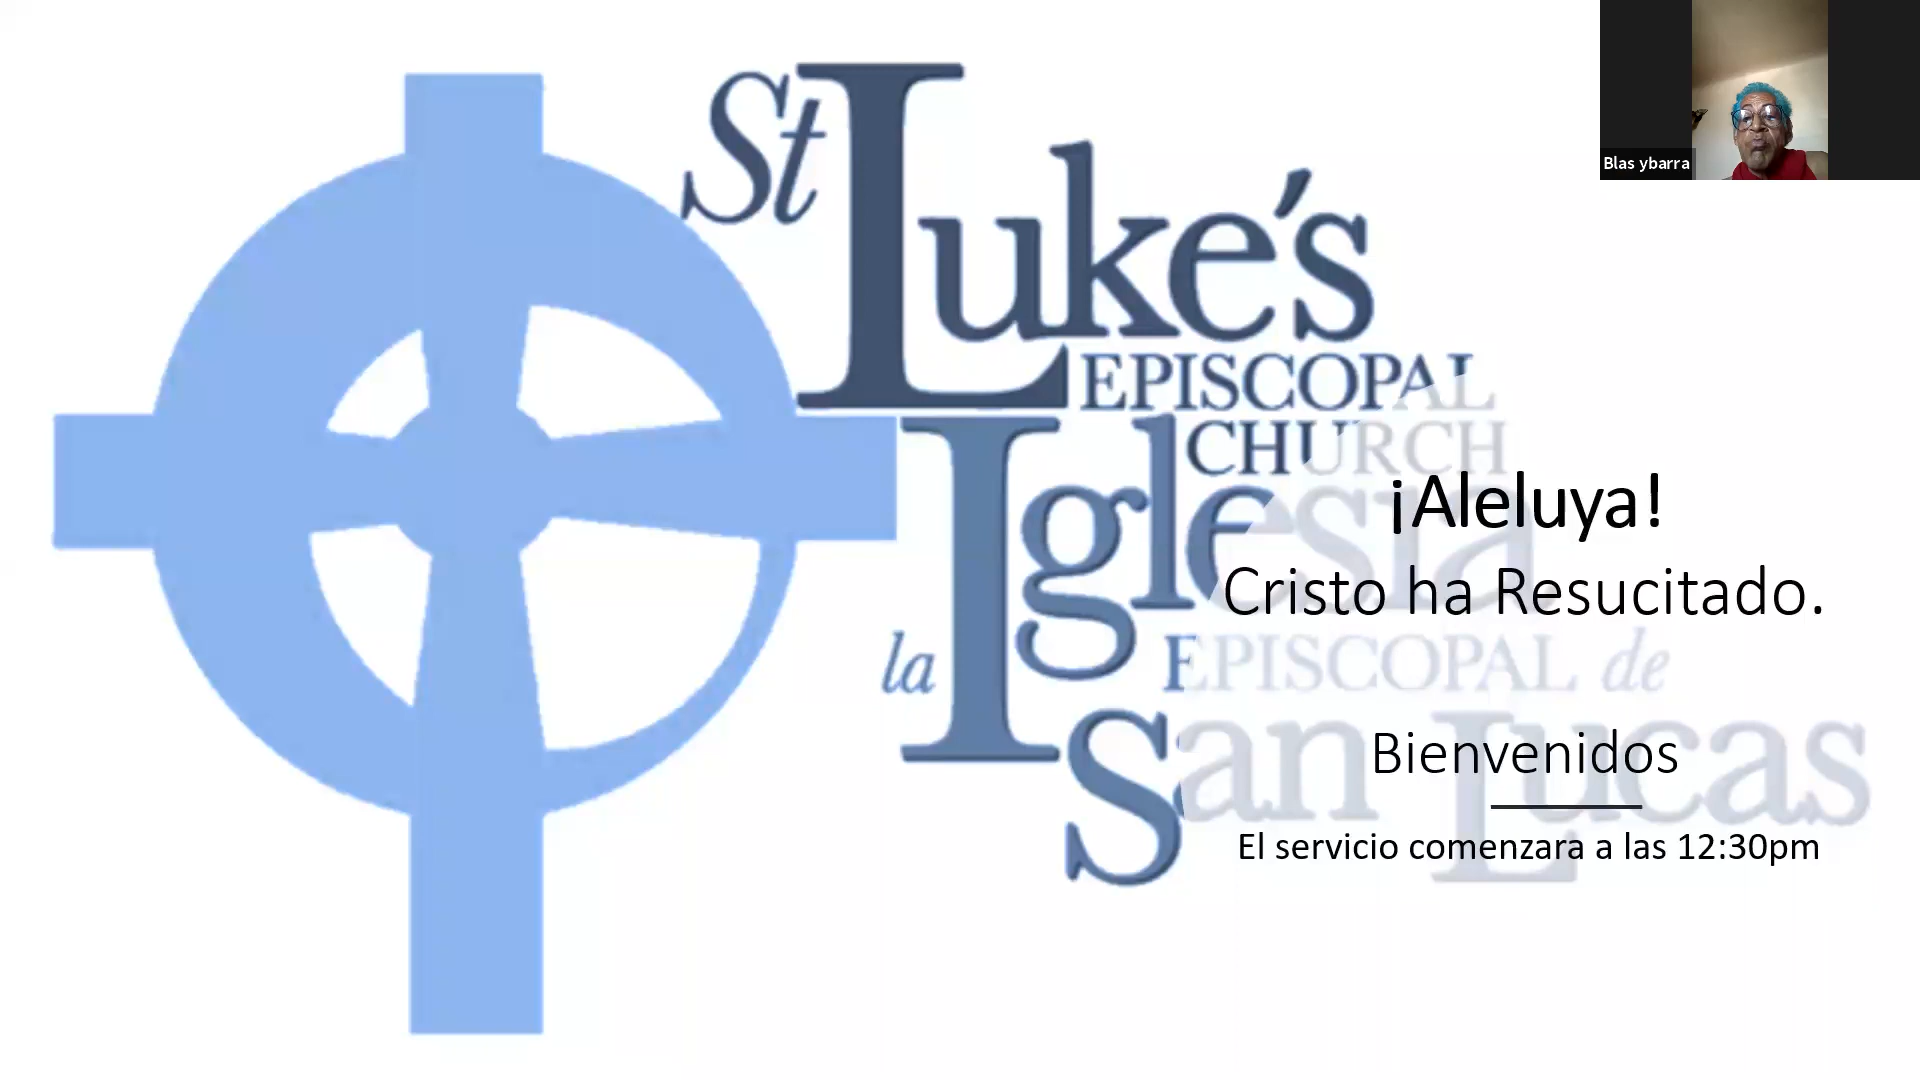 St Luke's
EPISCOPAL
CHURCH
la Iglesia
EPISCOPAL de
San Lucas
¡Aleluya!
Cristo ha Resucitado.
Bienvenidos
El servicio comenzara a las 12:30pm
Blas ybarra